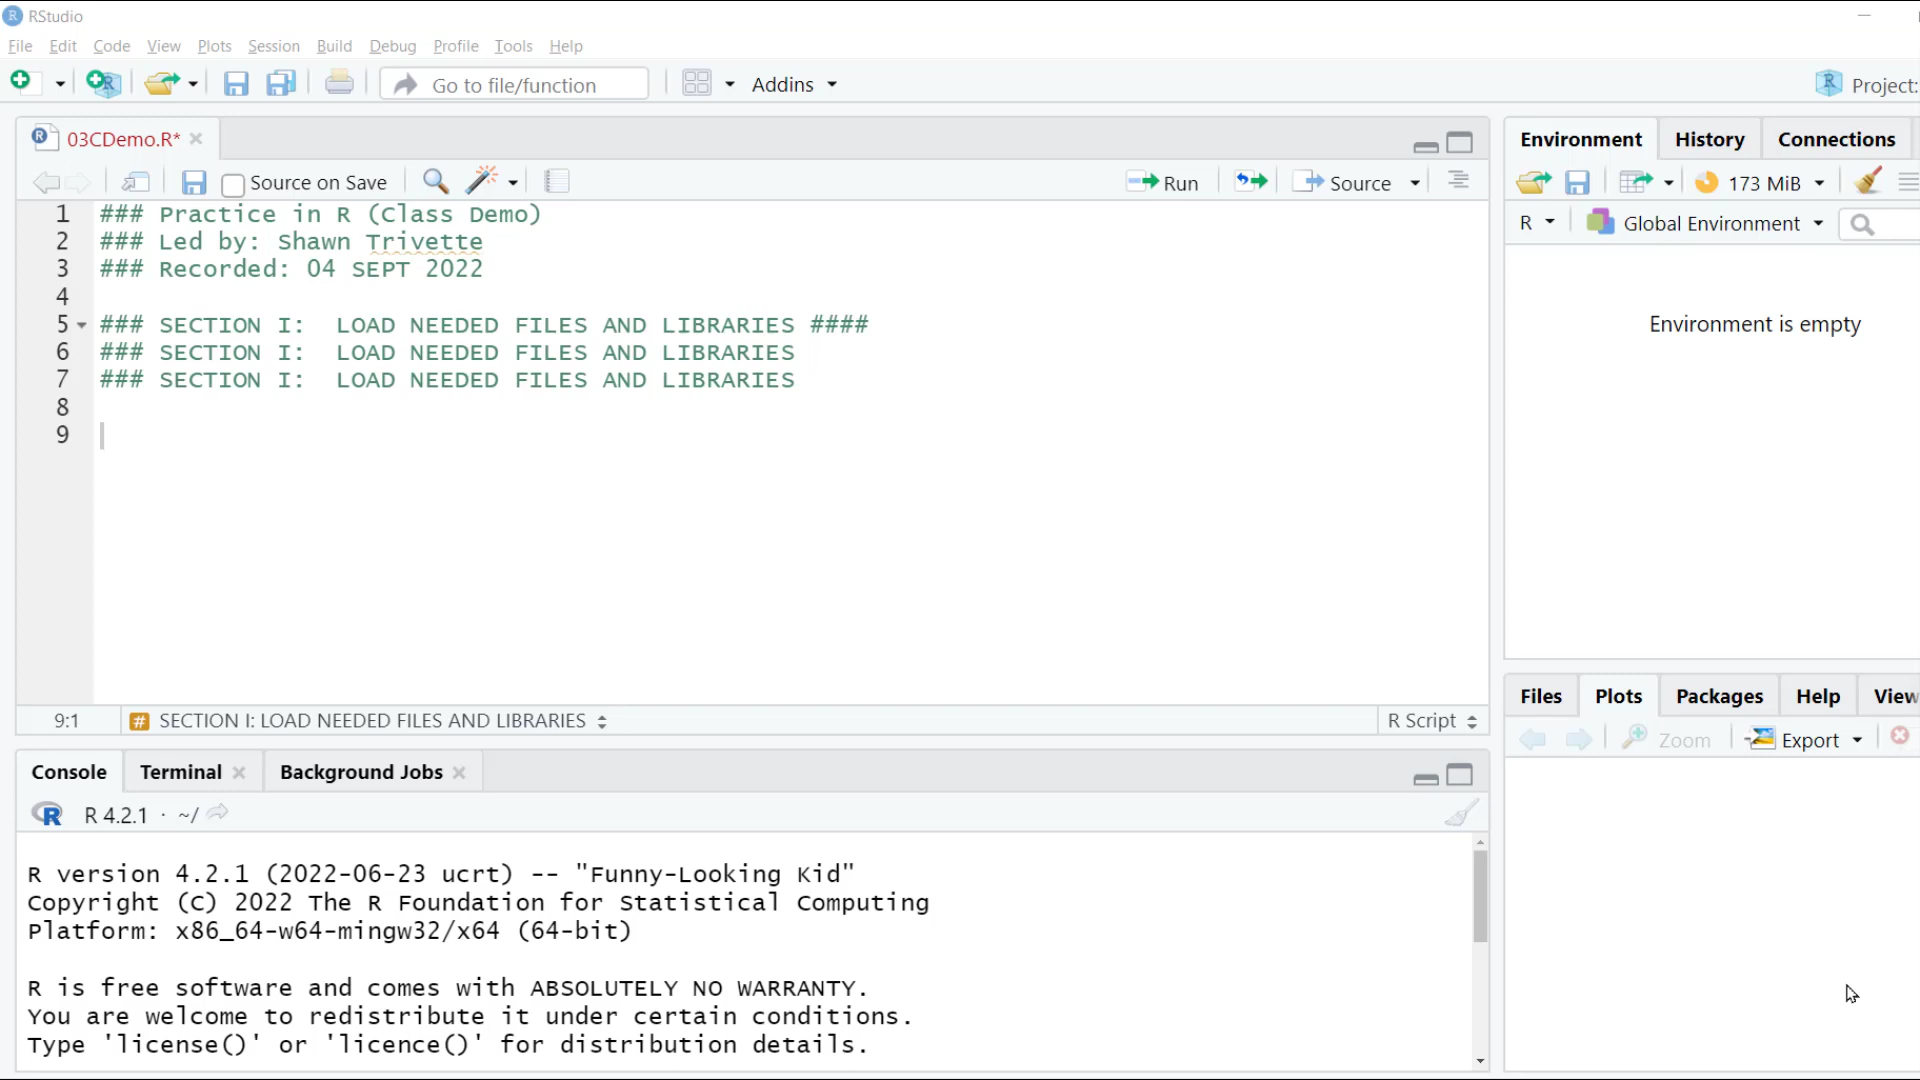 RStudio
File Edit Code View Plots Session Build Debug Profile Tools Help
Go to file/function Addins Project:
03CDemo.R*
Source on Save Run Source
1 ### Practice in R (Class Demo)
2 ### Led by: Shawn Trivette
3 ### Recorded: 04 SEPT 2022
4
5 ### SECTION I:  LOAD NEEDED FILES AND LIBRARIES ####
6 ### SECTION I:  LOAD NEEDED FILES AND LIBRARIES
7 ### SECTION I:  LOAD NEEDED FILES AND LIBRARIES
8
9
9:1 # SECTION I: LOAD NEEDED FILES AND LIBRARIES R Script
Console Terminal Background Jobs
R 4.2.1 · ~/
R version 4.2.1 (2022-06-23 ucrt) -- "Funny-Looking Kid"
Copyright (C) 2022 The R Foundation for Statistical Computing
Platform: x86_64-w64-mingw32/x64 (64-bit)
R is free software and comes with ABSOLUTELY NO WARRANTY.
You are welcome to redistribute it under certain conditions.
Type 'license()' or 'licence()' for distribution details.
Environment History Connections
173 MiB
R Global Environment
Environment is empty
Files Plots Packages Help View
Zoom Export